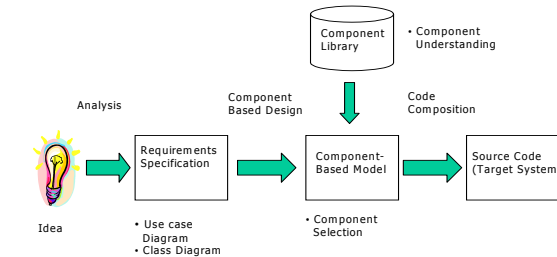 Component
Library
• Component
Understanding
Analysis
Component
Based Design
Code
Composition
Requirements
Specification
Component-
Based Model
Source Code
(Target System
Idea
• Use case
Diagram
• Class Diagram
• Component
Selection